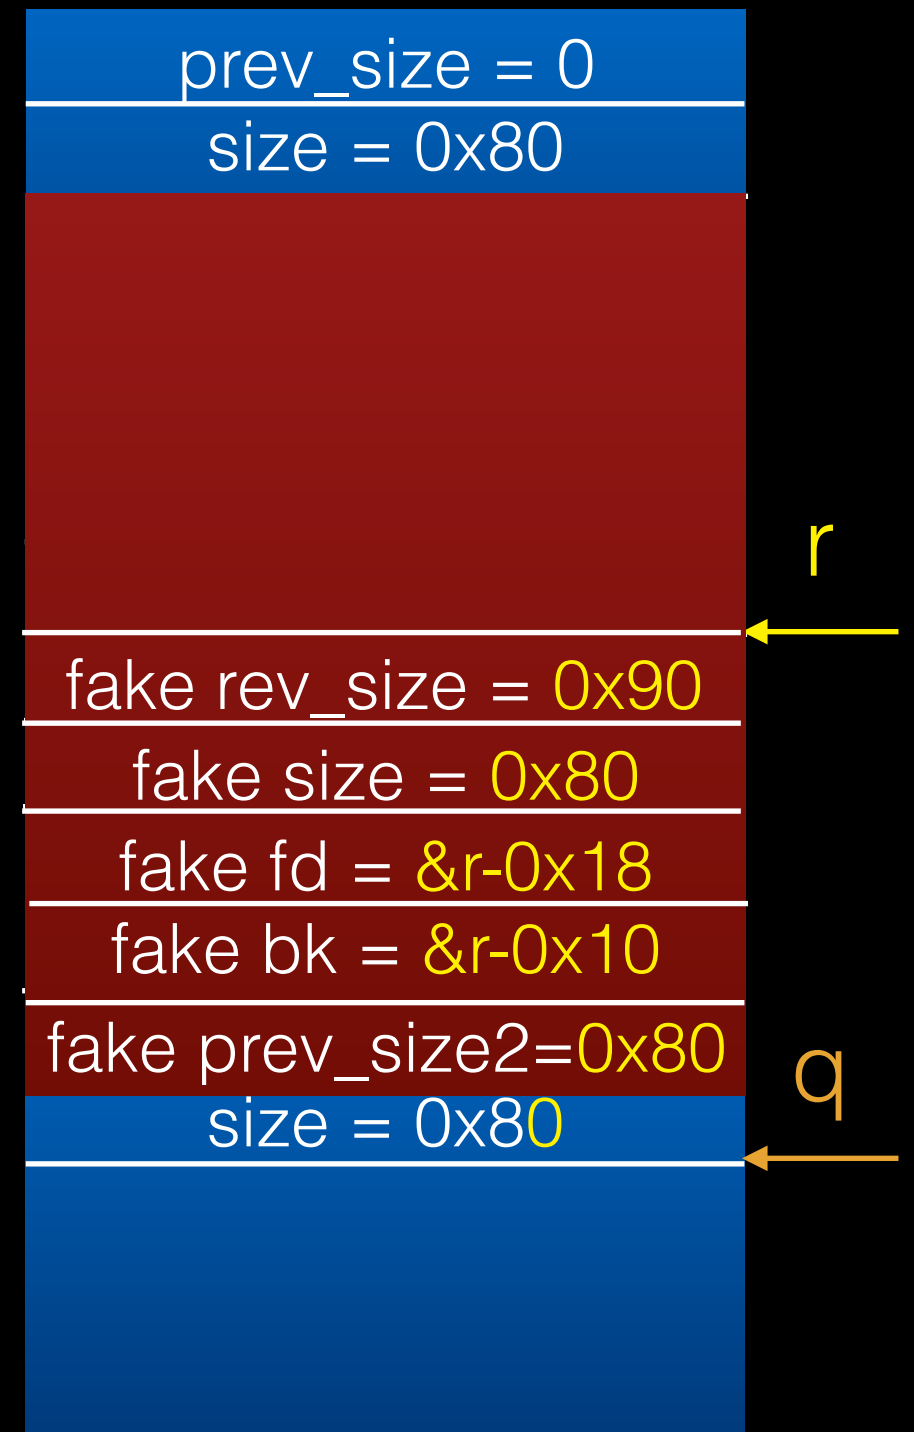 prev_size = 0
size = 0x80
r
fake rev_size = 0x90
fake size = 0x80
fake fd = &r-0x18
fake bk = &r-0x10
fake prev_size2=0x80
q
size = 0x80